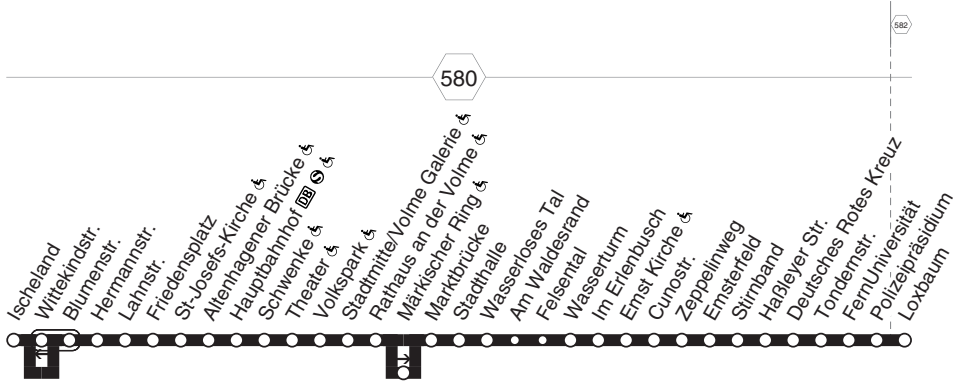 582
580
Ischeland
Wittekindstr.
Blumenstr.
Hermannstr.
Lahnstr.
Friedensplatz
St-Josefs-Kirche
Altenhagener Brücke
Hauptbahnhof DB S
Schwenke
Theater
Volkspark
Stadtmitte/Volme Galerie
Rathaus an der Volme
Märkischer Ring
Marktbrücke
Stadthalle
Wasserloses Tal
Am Waldesrand
Felsental
Wasserturm
Im Erlenbusch
Emst Kirche
Cunostr.
Zeppelinweg
Emsterfeld
Stirnband
Haßleyer Str.
Deutsches Rotes Kreuz
Tondernstr.
FernUniversität
Polizeipräsidium
Loxbaum